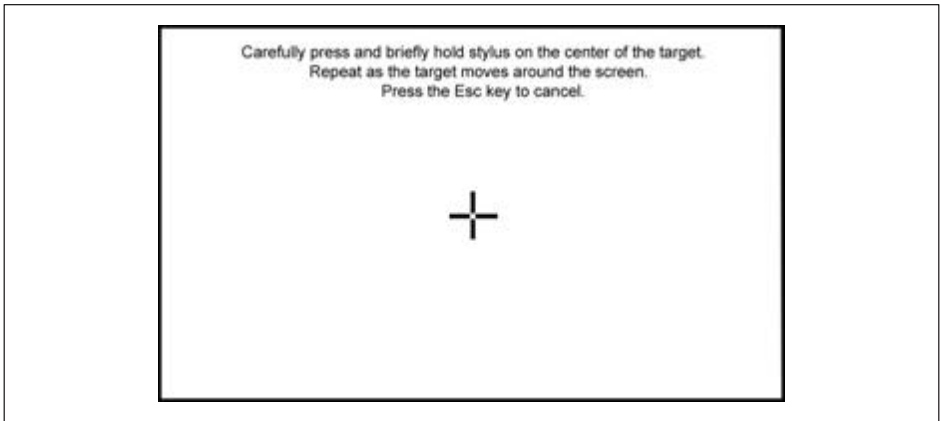 Carefully press and briefly hold stylus on the center of the target.
Repeat as the target moves around the screen.
Press the Esc key to cancel.